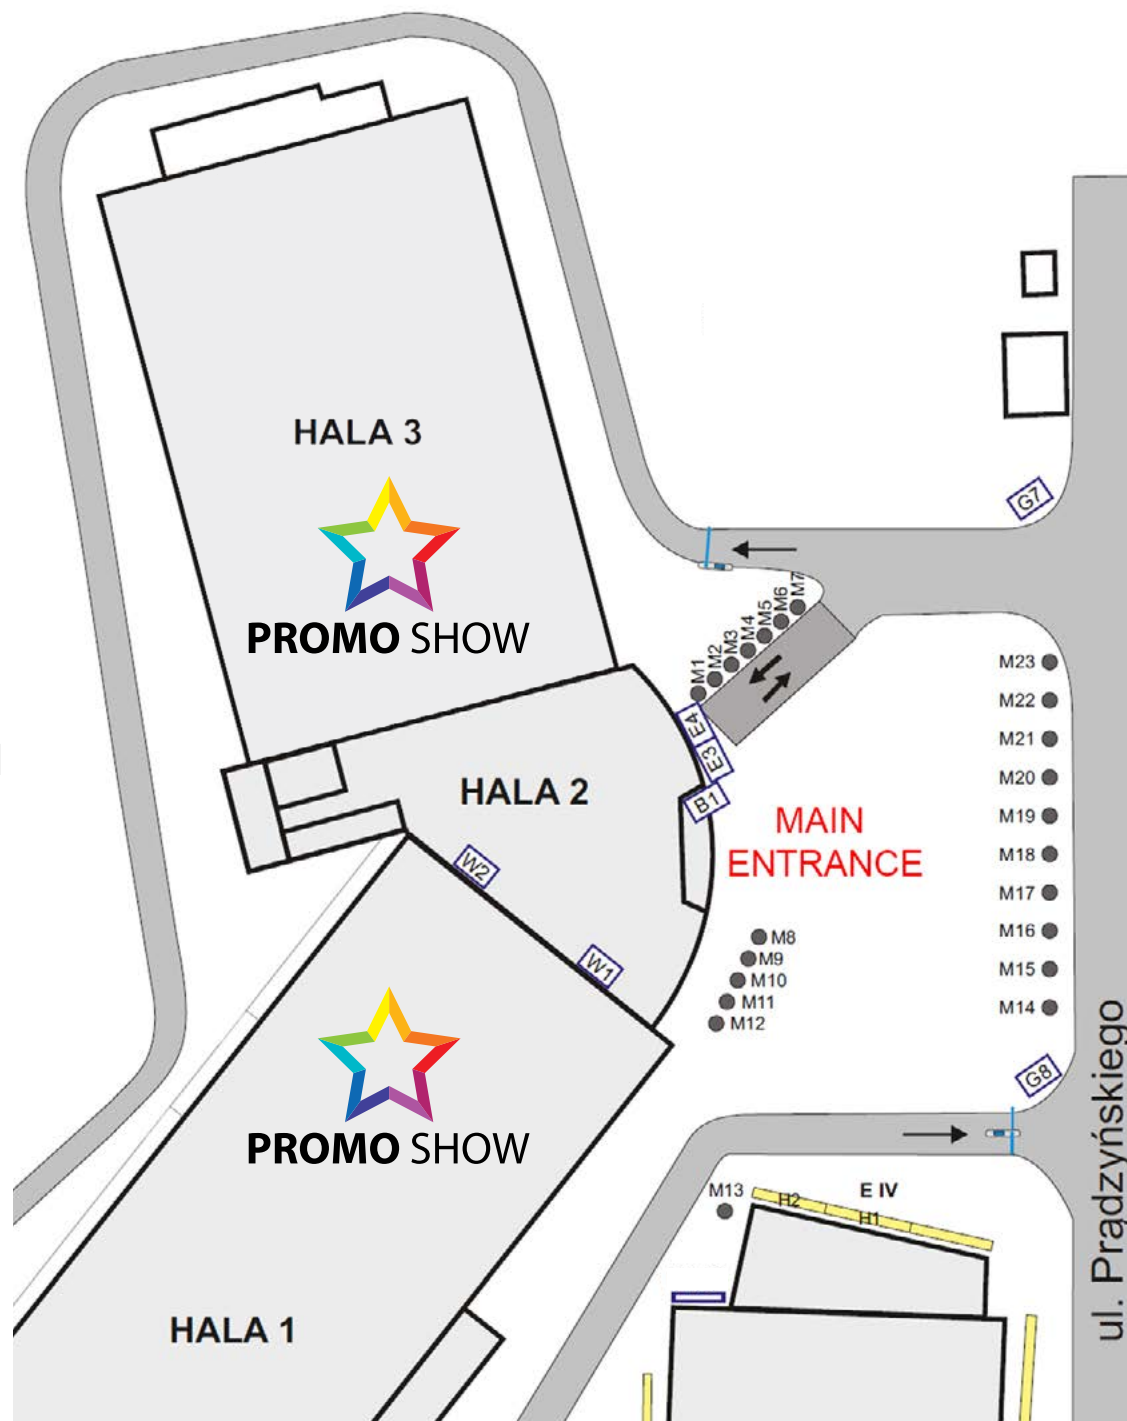 HALA 3
PROMO SHOW
G7
M7
M6
M5
M4
M3
M2
M1
E4
E3
B1
HALA 2
MAIN
ENTRANCE
W2
W1
M23
M22
M21
M20
M19
M18
M17
M16
M15
M14
M8
M9
M10
M11
M12
G8
ul. Prądzyńskiego
PROMO SHOW
M13
E IV
H2
H1
HALA 1